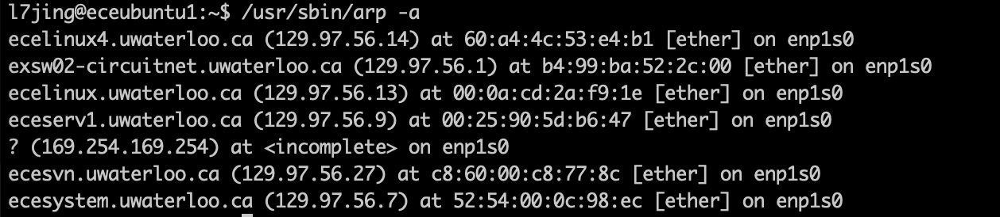 l7jing@eceubuntu1:~$ /usr/sbin/arp -a
ecelinux4.uwaterloo.ca (129.97.56.14) at 60:a4:4c:53:e4:b1 [ether] on enp1s0
exsw02-circuitnet.uwaterloo.ca (129.97.56.1) at b4:99:ba:52:2c:00 [ether] on enp1s0
ecelinux.uwaterloo.ca (129.97.56.13) at 00:0a:cd:2a:f9:1e [ether] on enp1s0
eceserv1.uwaterloo.ca (129.97.56.9) at 00:25:90:5d:b6:47 [ether] on enp1s0
? (169.254.169.254) at <incomplete> on enp1s0
ecesvn.uwaterloo.ca (129.97.56.27) at c8:60:00:c8:77:8c [ether] on enp1s0
ecesystem.uwaterloo.ca (129.97.56.7) at 52:54:00:0c:98:ec [ether] on enp1s0